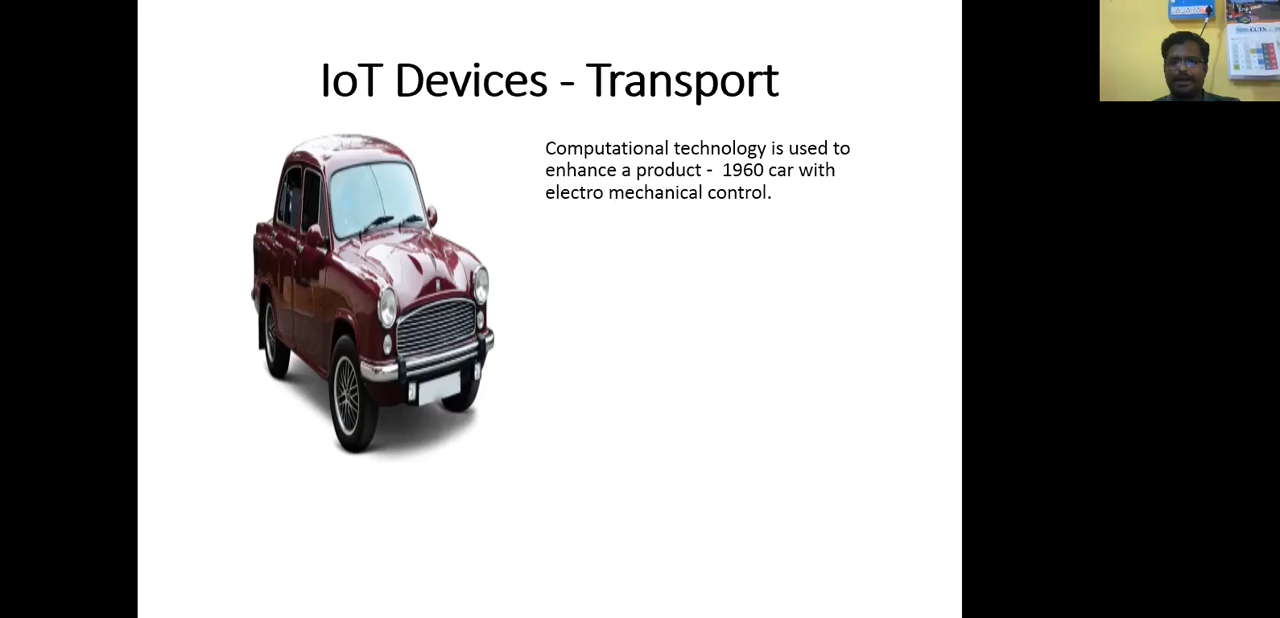 IoT Devices - Transport
Computational technology is used to
enhance a product -  1960 car with
electro mechanical control.